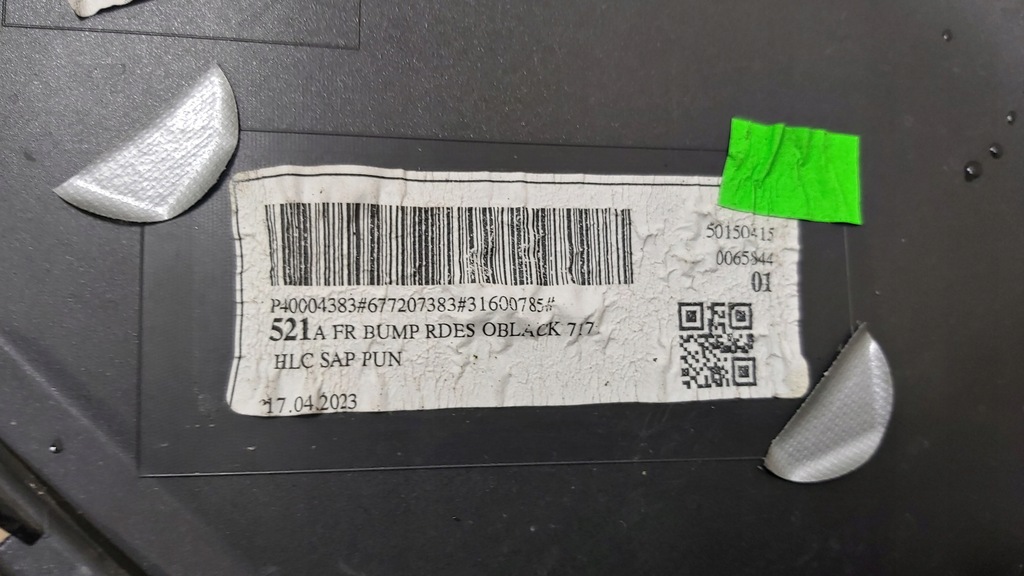 50150415
0065844
01
P40004383#677207383#31600785#
521A FR BUMP RDES OBLACK 717
HLC SAP PUN
17.04.2023